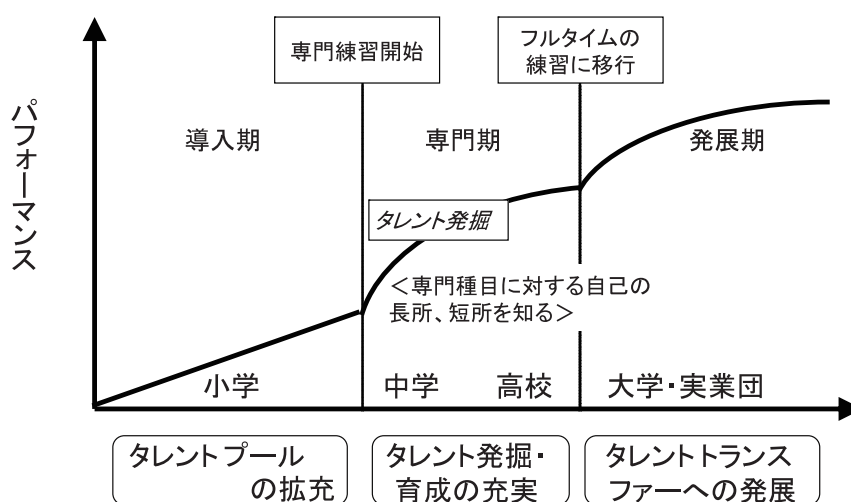 専門練習開始
フルタイムの
練習に移行
パフォーマンス
導入期
専門期
発展期
タレント発掘
＜専門種目に対する自己の
長所、短所を知る＞
小学
中学
高校
大学・実業団
タレントプール
の拡充
タレント発掘・
育成の充実
タレントトランス
ファーへの発展